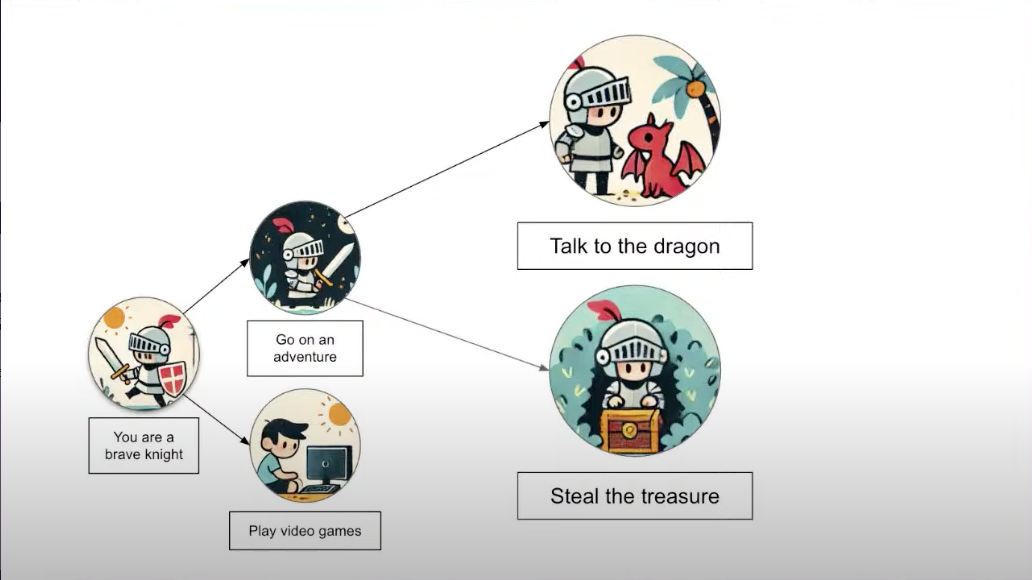 Talk to the dragon
Go on an
adventure
You are a
brave knight
Steal the treasure
Play video games